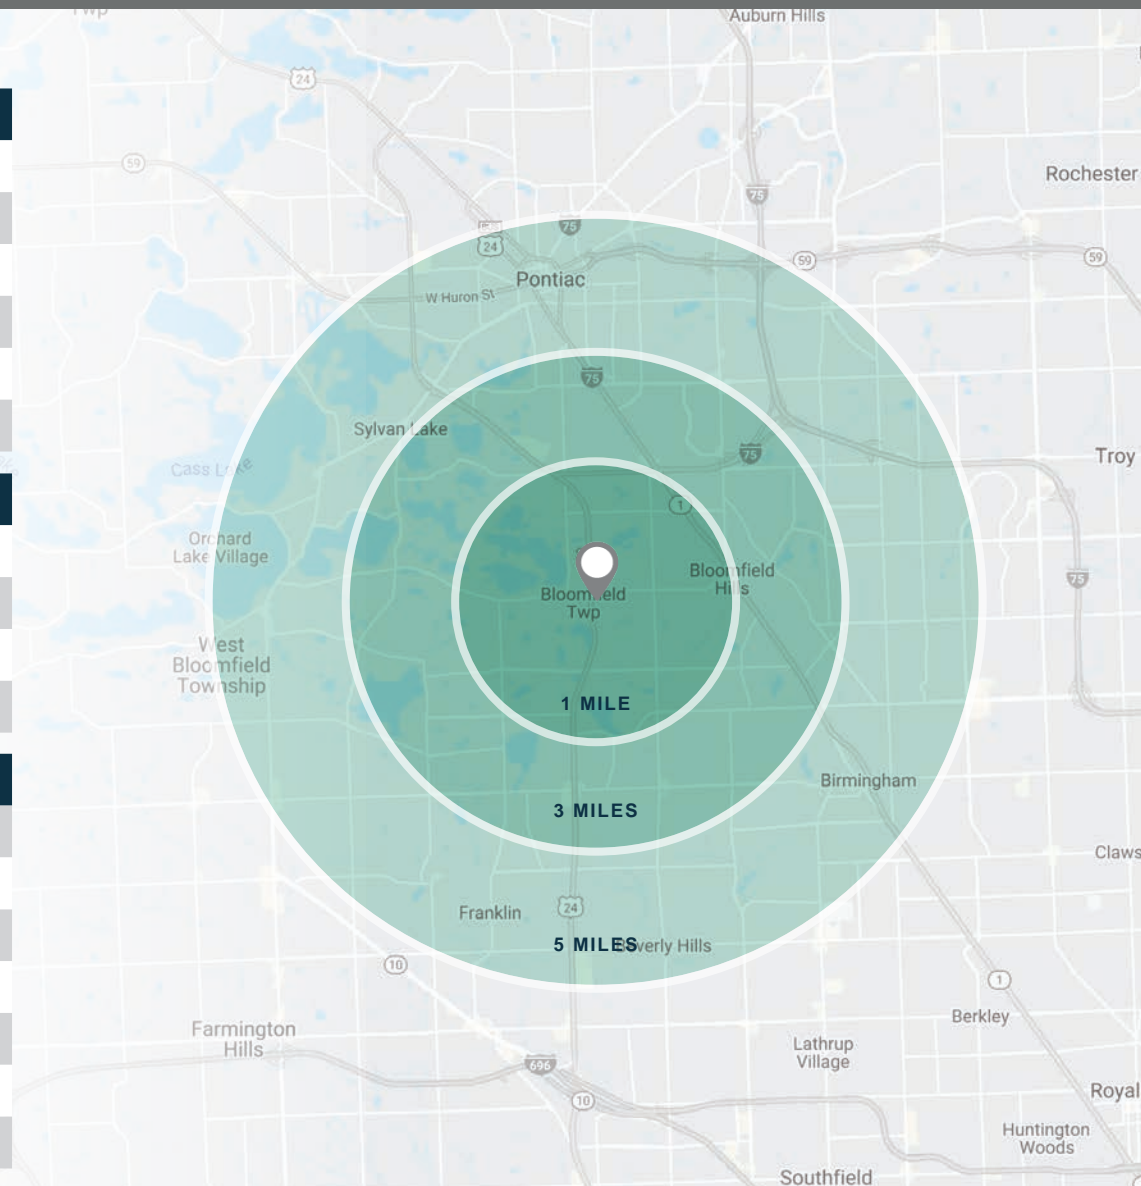 Twp
Auburn Hills
24
59
Rochester
75
75
24
59
59
Pontiac
W Huron St
75
Sylvan Lake
75
Troy
Cass Lake
1
Orchard
Lake Village
Bloomfield
Hills
75
Bloomfield
Twp
West
Bloomfield
Township
1 MILE
Birmingham
3 MILES
Claws
Franklin
24
5 MILES
Beverly Hills
10
1
Berkley
Farmington
Hills
Lathrup
Village
696
Royal
10
Huntington
Woods
Southfield